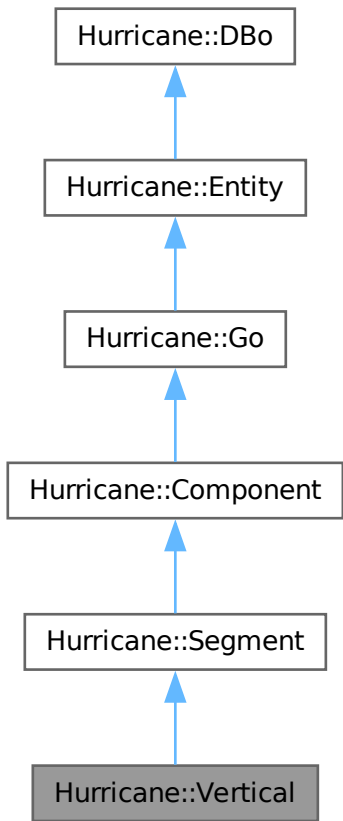 Hurricane::DBo
Hurricane::Entity
Hurricane::Go
Hurricane::Component
Hurricane::Segment
Hurricane::Vertical